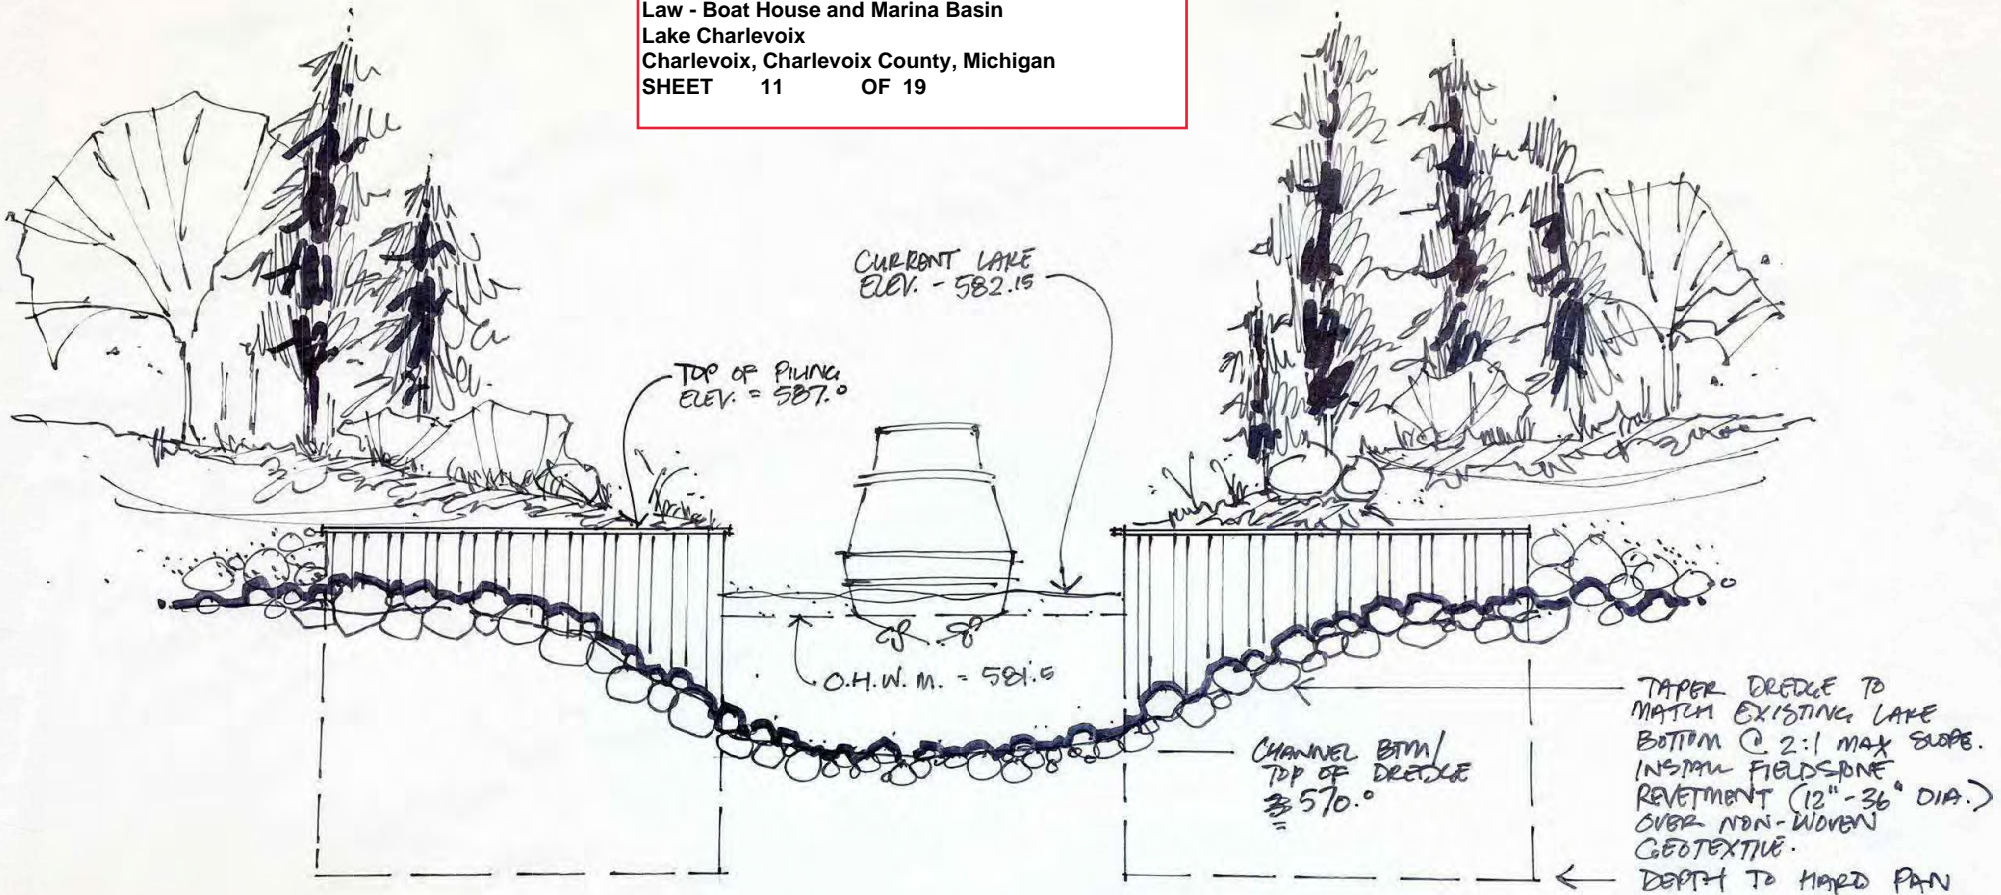 Law - Boat House and Marina Basin
Lake Charlevoix
Charlevoix, Charlevoix County, Michigan
SHEET 11 OF 19
CURRENT LAKE
ELEV. - 582.15
TOP OF PILING
ELEV. = 587.0
O.H.W.M. = 581.5
CHANNEL BTM/
TOP OF DREDGE
570.0
TAPER DREDGE TO
MATCH EXISTING LAKE
BOTTOM @ 2:1 MAX SLOPE.
INSTALL FIELDSTONE
REVETMENT (12"-36" DIA.)
OVER NON-WOVEN
GEOTEXTILE.
DEPTH TO HARD PAN